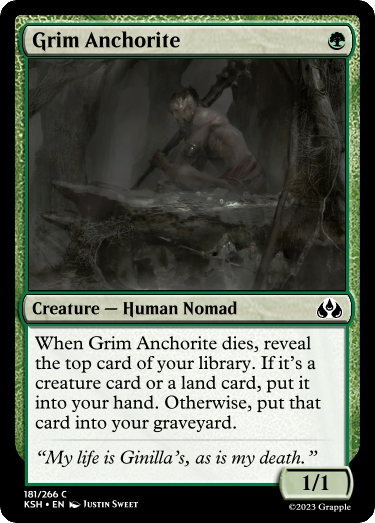 Grim Anchorite
Creature — Human Nomad
When Grim Anchorite dies, reveal
the top card of your library. If it's a
creature card or a land card, put it
into your hand. Otherwise, put that
card into your graveyard.
“My life is Ginilla's, as is my death.”
1/1
181/266 C
KSH • EN Justin Sweet
©2023 Grapple